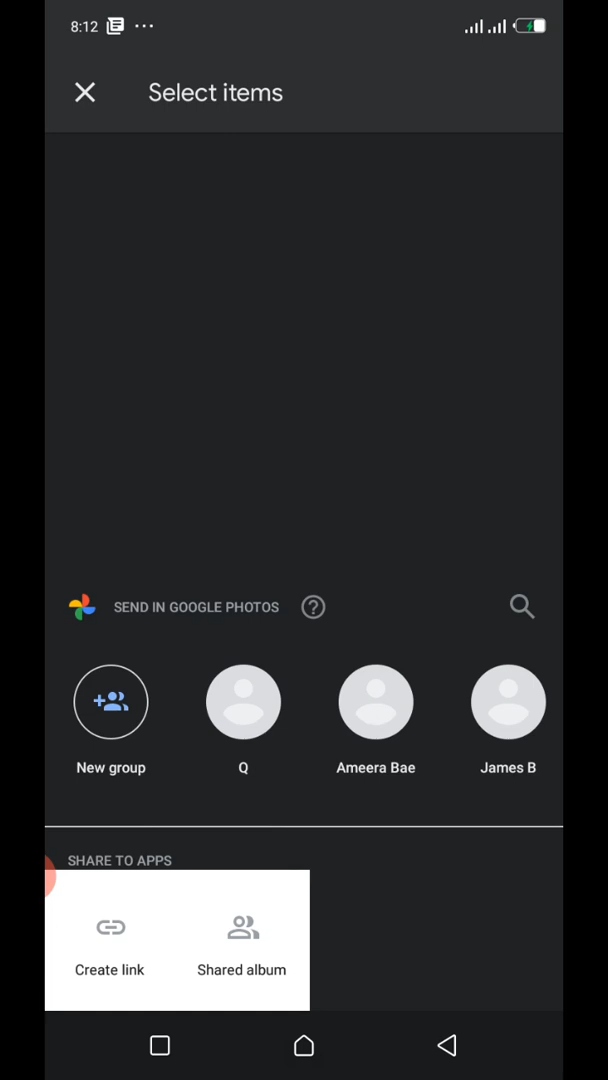 8:12
Select items
SEND IN GOOGLE PHOTOS
New group
Q
Ameera Bae
James B
SHARE TO APPS
Create link
Shared album